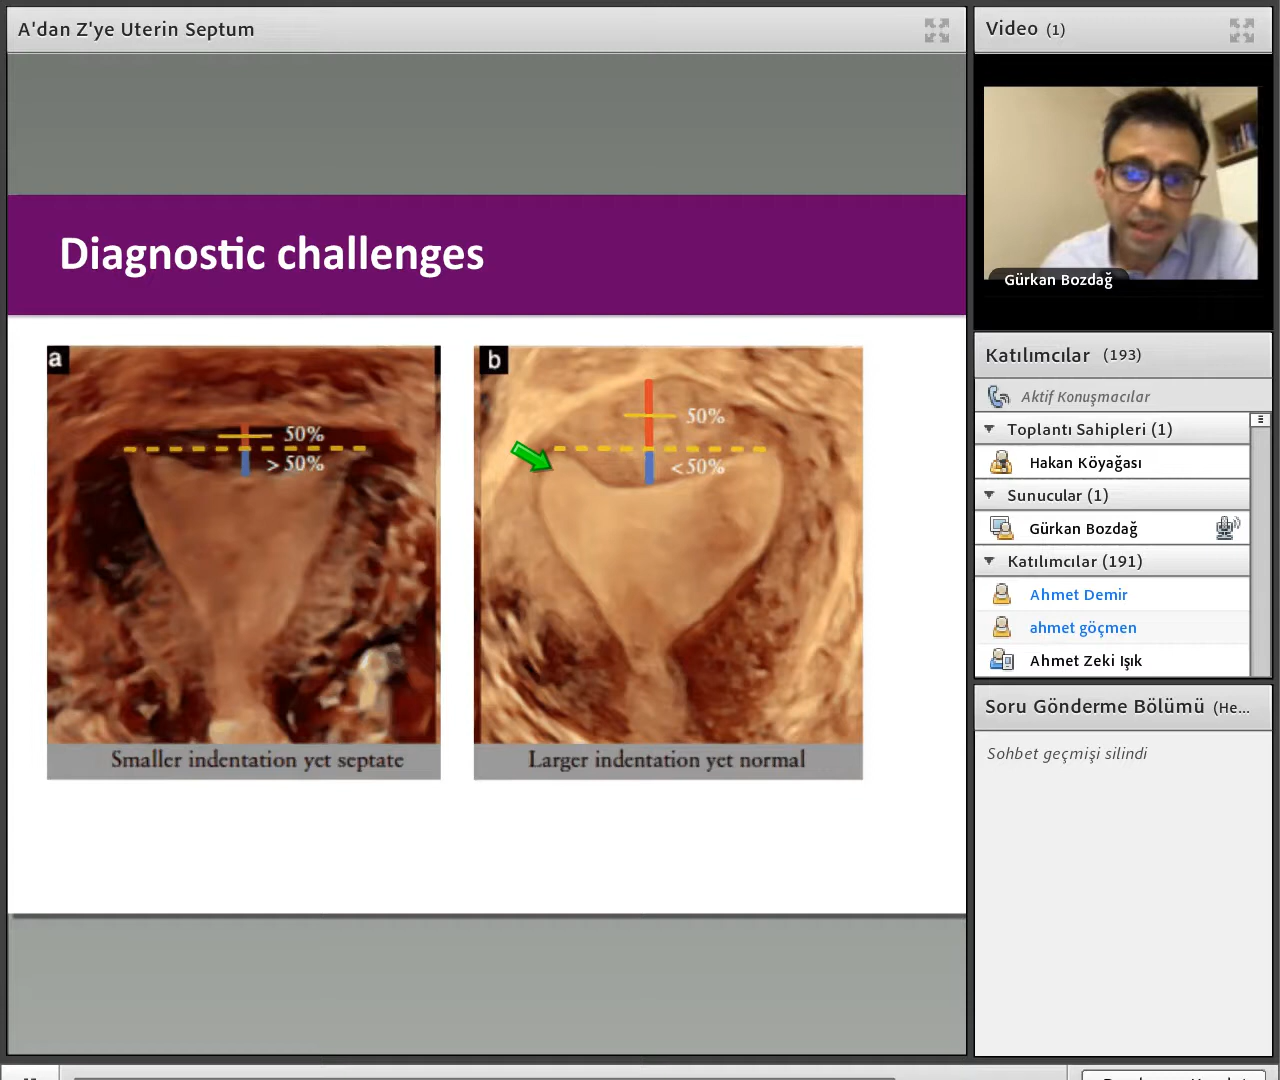 A'dan Z'ye Uterin Septum
Diagnostic challenges
a
50%
> 50%
Smaller indentation yet septate
b
50%
< 50%
Larger indentation yet normal
Video (1)
Gürkan Bozdağ
Katılımcılar (193)
Aktif Konuşmacılar
Toplantı Sahipleri (1)
Hakan Köyağası
Sunucular (1)
Gürkan Bozdağ
Katılımcılar (191)
Ahmet Demir
ahmet göçmen
Ahmet Zeki Işık
Soru Gönderme Bölümü (He...
Sohbet geçmişi silindi